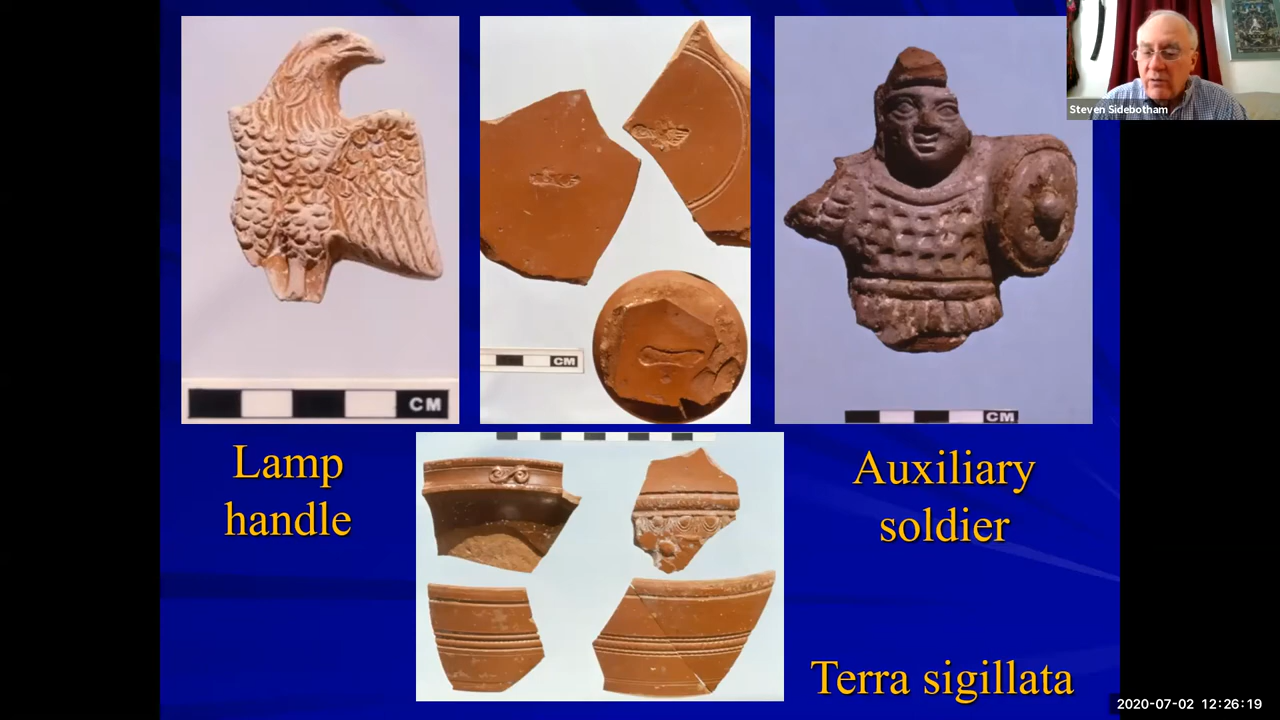 Steven Sidebotham
CM
CM
CM
Lamp
handle
Auxiliary
soldier
Terra sigillata
2020-07-02 12:26:19